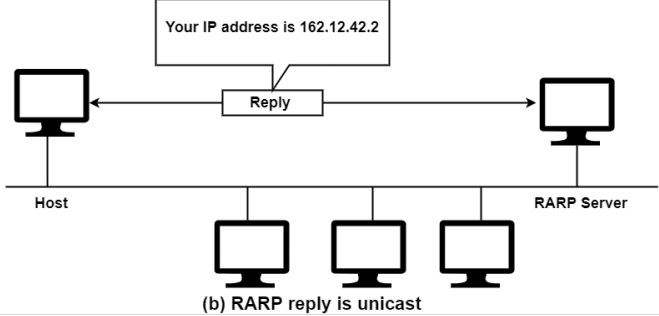 Your IP address is 162.12.42.2
Reply
Host
RARP Server
(b) RARP reply is unicast